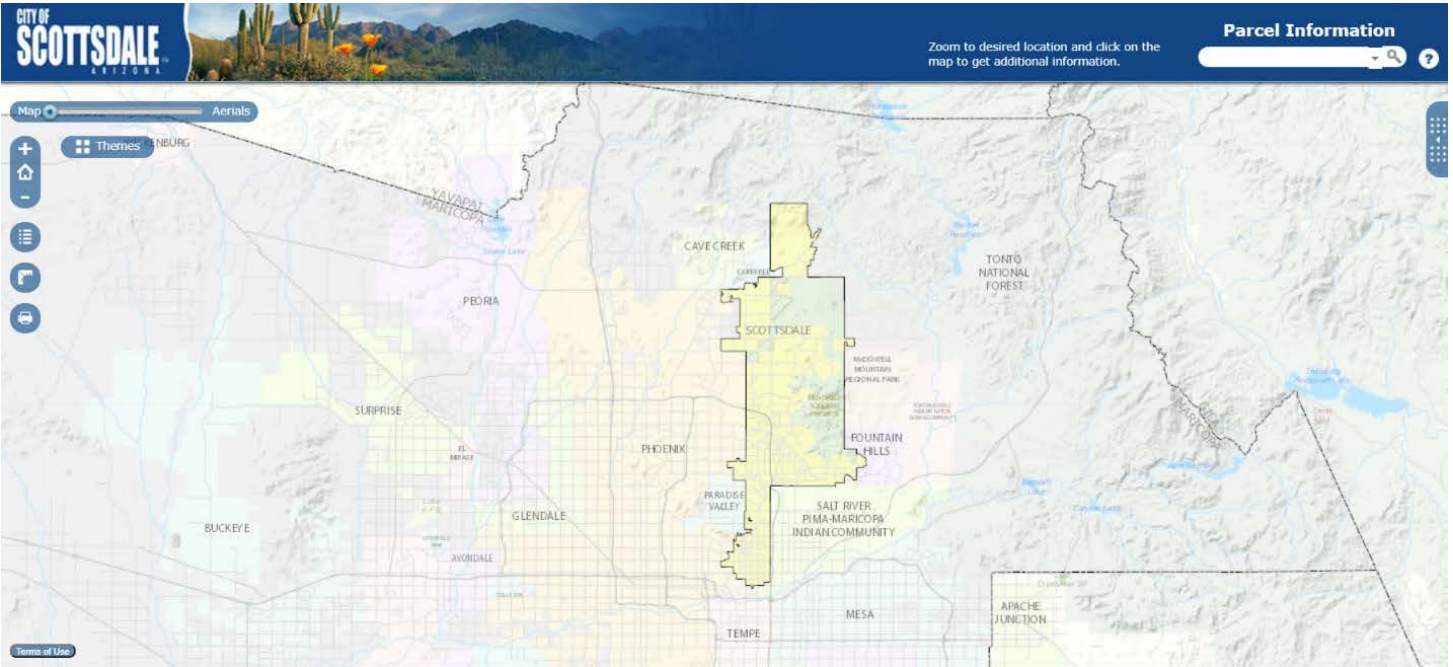 CITY OF
SCOTTSDALE
ARIZONA
Zoom to desired location and click on the
map to get additional information.
Parcel Information
?
Map
Aerials
+
-
Themes
ENBURG
YAVAPAI
MARICOPA
CAVE CREEK
TONTO
NATIONAL
FOREST
PEORIA
SCOTTSDALE
McDOWELL
MOUNTAIN
REGIONAL PARK
SURPRISE
EL
MIRAGE
PHOENIX
FOUNTAIN
HILLS
MARICOPA
PARADISE
VALLEY
SALT RIVER
PIMA-MARICOPA
INDIAN COMMUNITY
GLENDALE
BUCKEYE
AVONDALE
MESA
APACHE
JUNCTION
TEMPE
Terms of Use